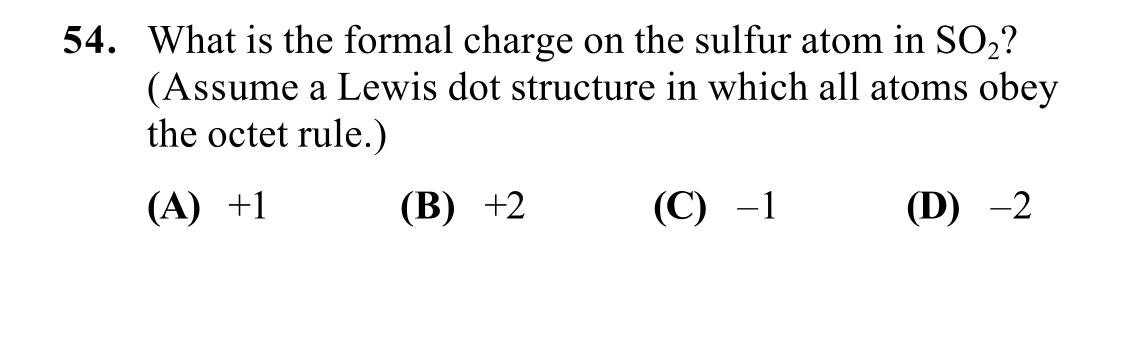 54. What is the formal charge on the sulfur atom in SO₂?
(Assume a Lewis dot structure in which all atoms obey
the octet rule.)
(A) +1 (B) +2 (C) –1 (D) –2